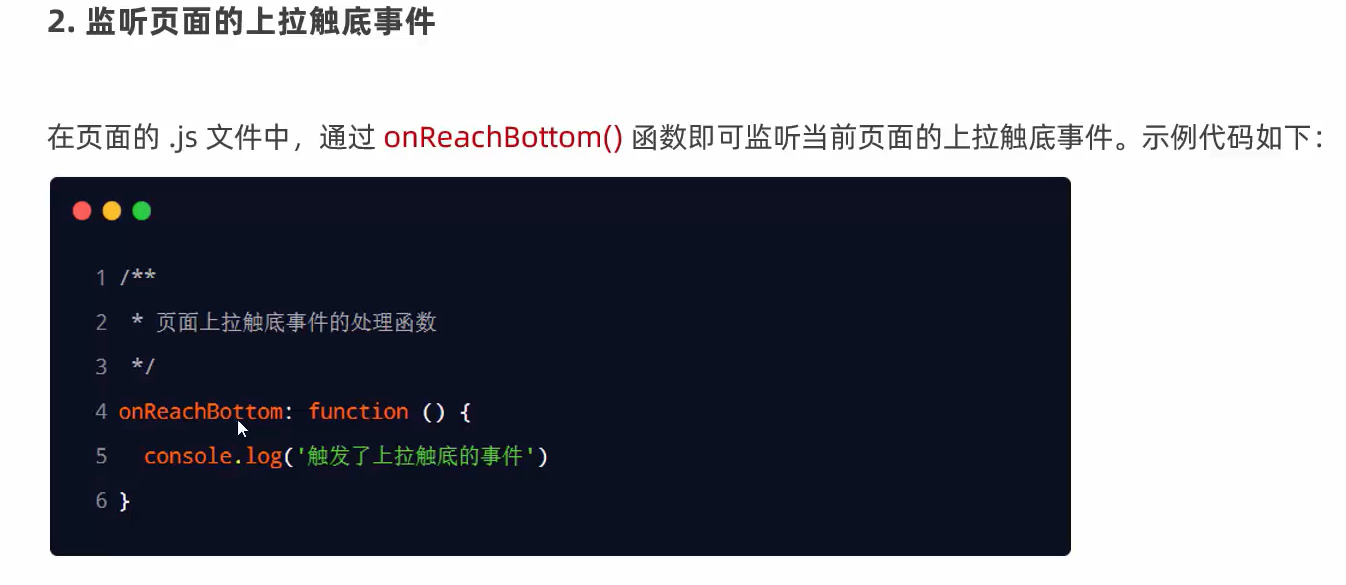 2. 监听页面的上拉触底事件
在页面的 .js 文件中，通过 onReachBottom() 函数即可监听当前页面的上拉触底事件。示例代码如下：
1 /**
2  * 页面上拉触底事件的处理函数
3  */
4 onReachBottom: function () {
5   console.log('触发了上拉触底的事件')
6 }